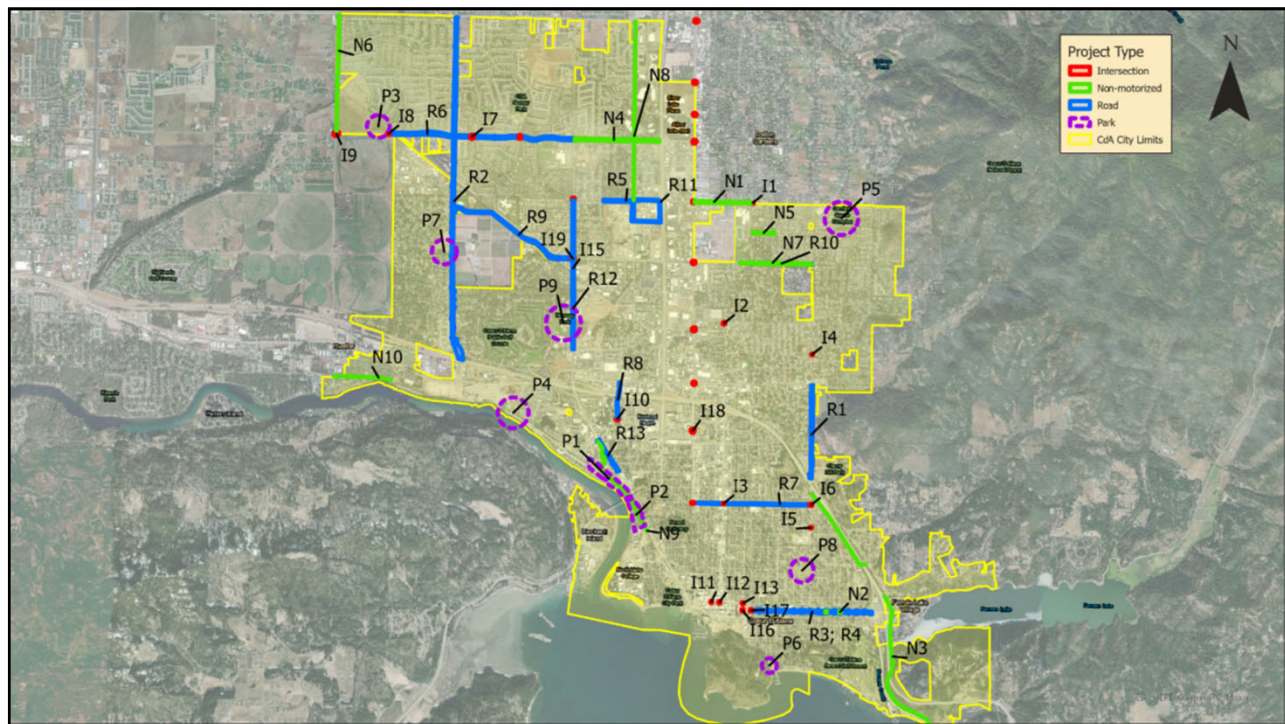 Project Type
Intersection
Non-motorized
Road
Park
CdA City Limits
N
N6
N8
P3
I8
R6
I7
N4
I9
R2
R5
R11
N1
I1
P5
P7
R9
N5
I19
I15
N7
R10
P9
R12
I2
I4
N10
P4
R8
I10
I18
R1
R13
P1
P2
I3
R7
I6
N9
I5
P8
I11
I12
I13
I17
N2
I16
R3; R4
P6
N3
Fernan Lake